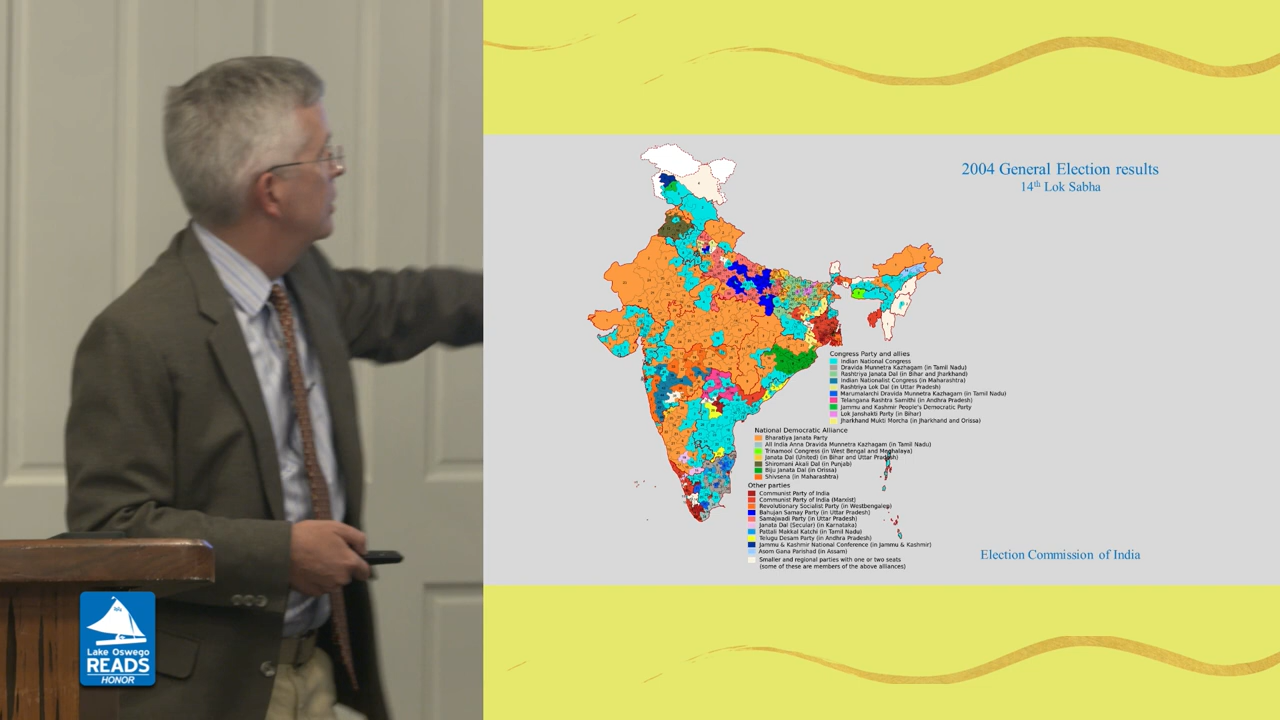 2004 General Election results
14th Lok Sabha
Congress Party and allies
Indian National Congress
Dravida Munnetra Kazhagam (in Tamil Nadu)
Rashtriya Janata Dal (in Bihar and Jharkhand)
Indian Nationalist Congress (in Maharashtra)
Rashtriya Lok Dal (in Uttar Pradesh)
Marumalarchi Dravida Munnetra Kazhagam (in Tamil Nadu)
Telangana Rashtra Samithi (in Andhra Pradesh)
Jammu and Kashmir People's Democratic Party
Lok Janshakti Party (in Bihar)
Jharkhand Mukti Morcha (in Jharkhand and Orissa)
National Democratic Alliance
Bharatiya Janata Party
All India Anna Dravida Munnetra Kazhagam (in Tamil Nadu)
Trinamool Congress (in West Bengal and Meghalaya)
Janata Dal (United) (in Bihar and Uttar Pradesh)
Shiromani Akali Dal (in Punjab)
Biju Janata Dal (in Orissa)
Shivsena (in Maharashtra)
Other parties
Communist Party of India
Communist Party of India (Marxist)
Revolutionary Socialist Party (in Westbengalen)
Bahujan Samay Party (in Uttar Pradesh)
Samajwadi Party (in Uttar Pradesh)
Janata Dal (Secular) (in Karnataka)
Pattali Makkal Katchi (in Tamil Nadu)
Telugu Desam Party (in Andhra Pradesh)
Jammu & Kashmir National Conference (in Jammu & Kashmir)
Asom Gana Parishad (in Assam)
Smaller and regional parties with one or two seats
(some of these are members of the above alliances)
Election Commission of India
Lake Oswego
READS
HONOR